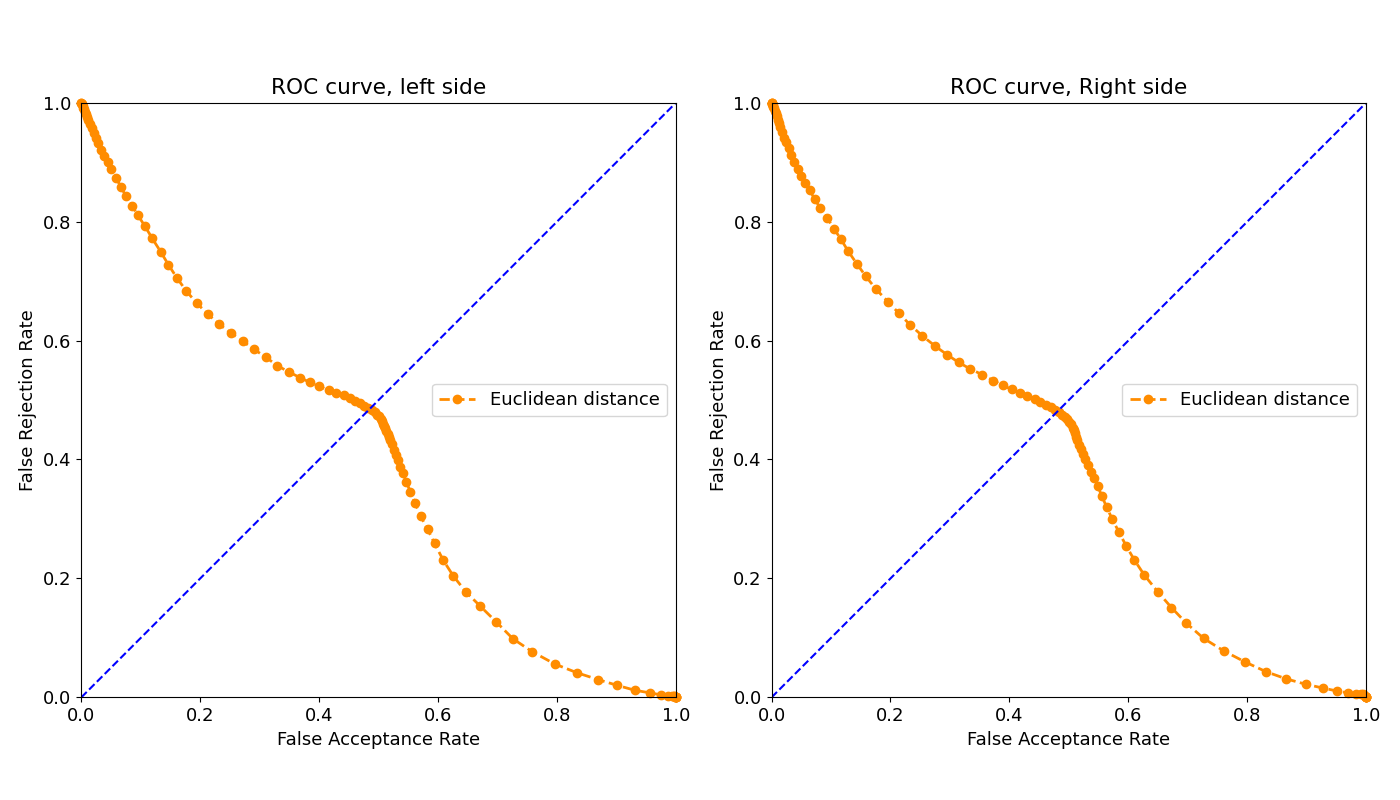 ROC curve, left side
1.0
0.8
0.6
0.4
0.2
0.0
False Rejection Rate
Euclidean distance
0.0 0.2 0.4 0.6 0.8 1.0
False Acceptance Rate
ROC curve, Right side
1.0
0.8
0.6
0.4
0.2
0.0
False Rejection Rate
Euclidean distance
0.0 0.2 0.4 0.6 0.8 1.0
False Acceptance Rate